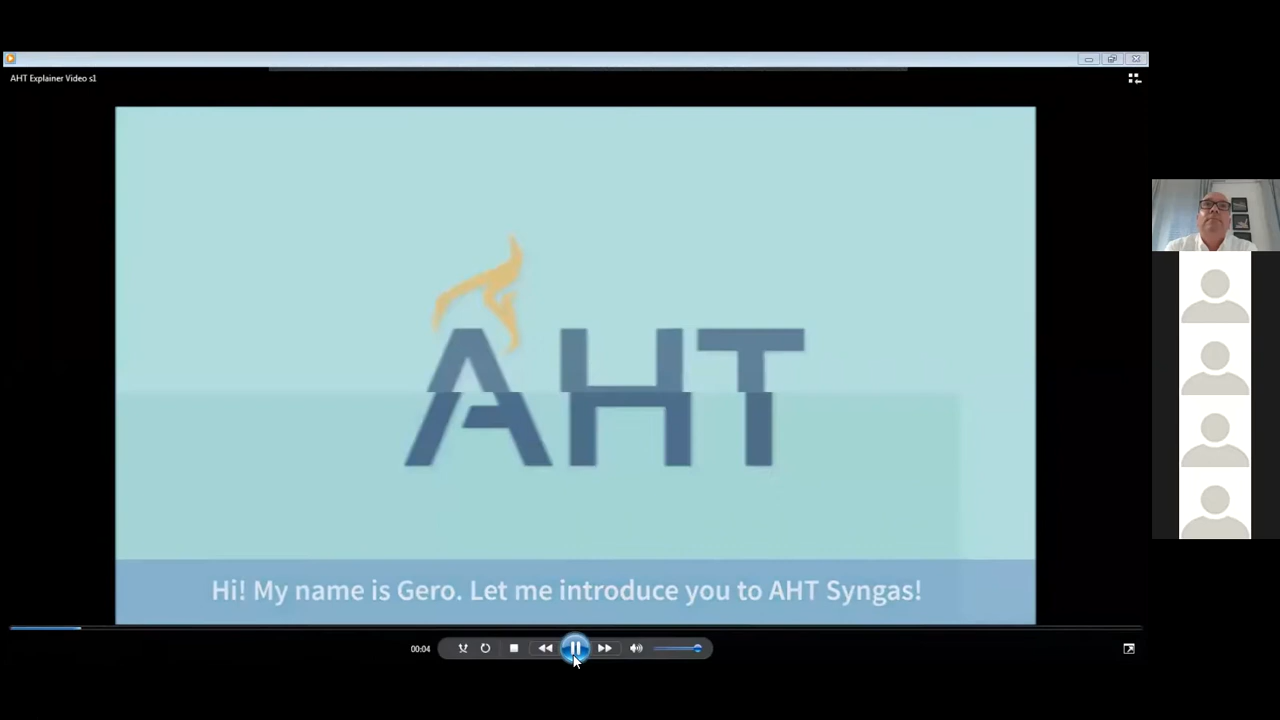 AHT Explainer Video s1
AHT
Hi! My name is Gero. Let me introduce you to AHT Syngas!
00:04